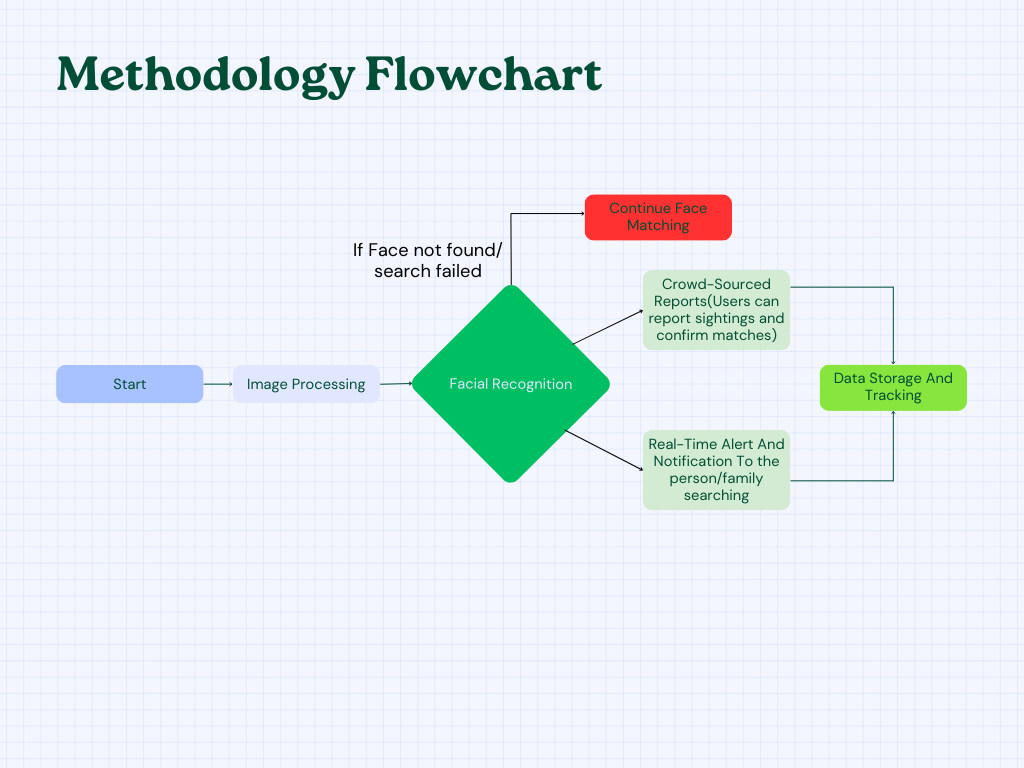 Methodology Flowchart
Continue Face
Matching
If Face not found/
search failed
Crowd-Sourced
Reports(Users can
report sightings and
confirm matches)
Start
Image Processing
Facial Recognition
Data Storage And
Tracking
Real-Time Alert And
Notification To the
person/family
searching